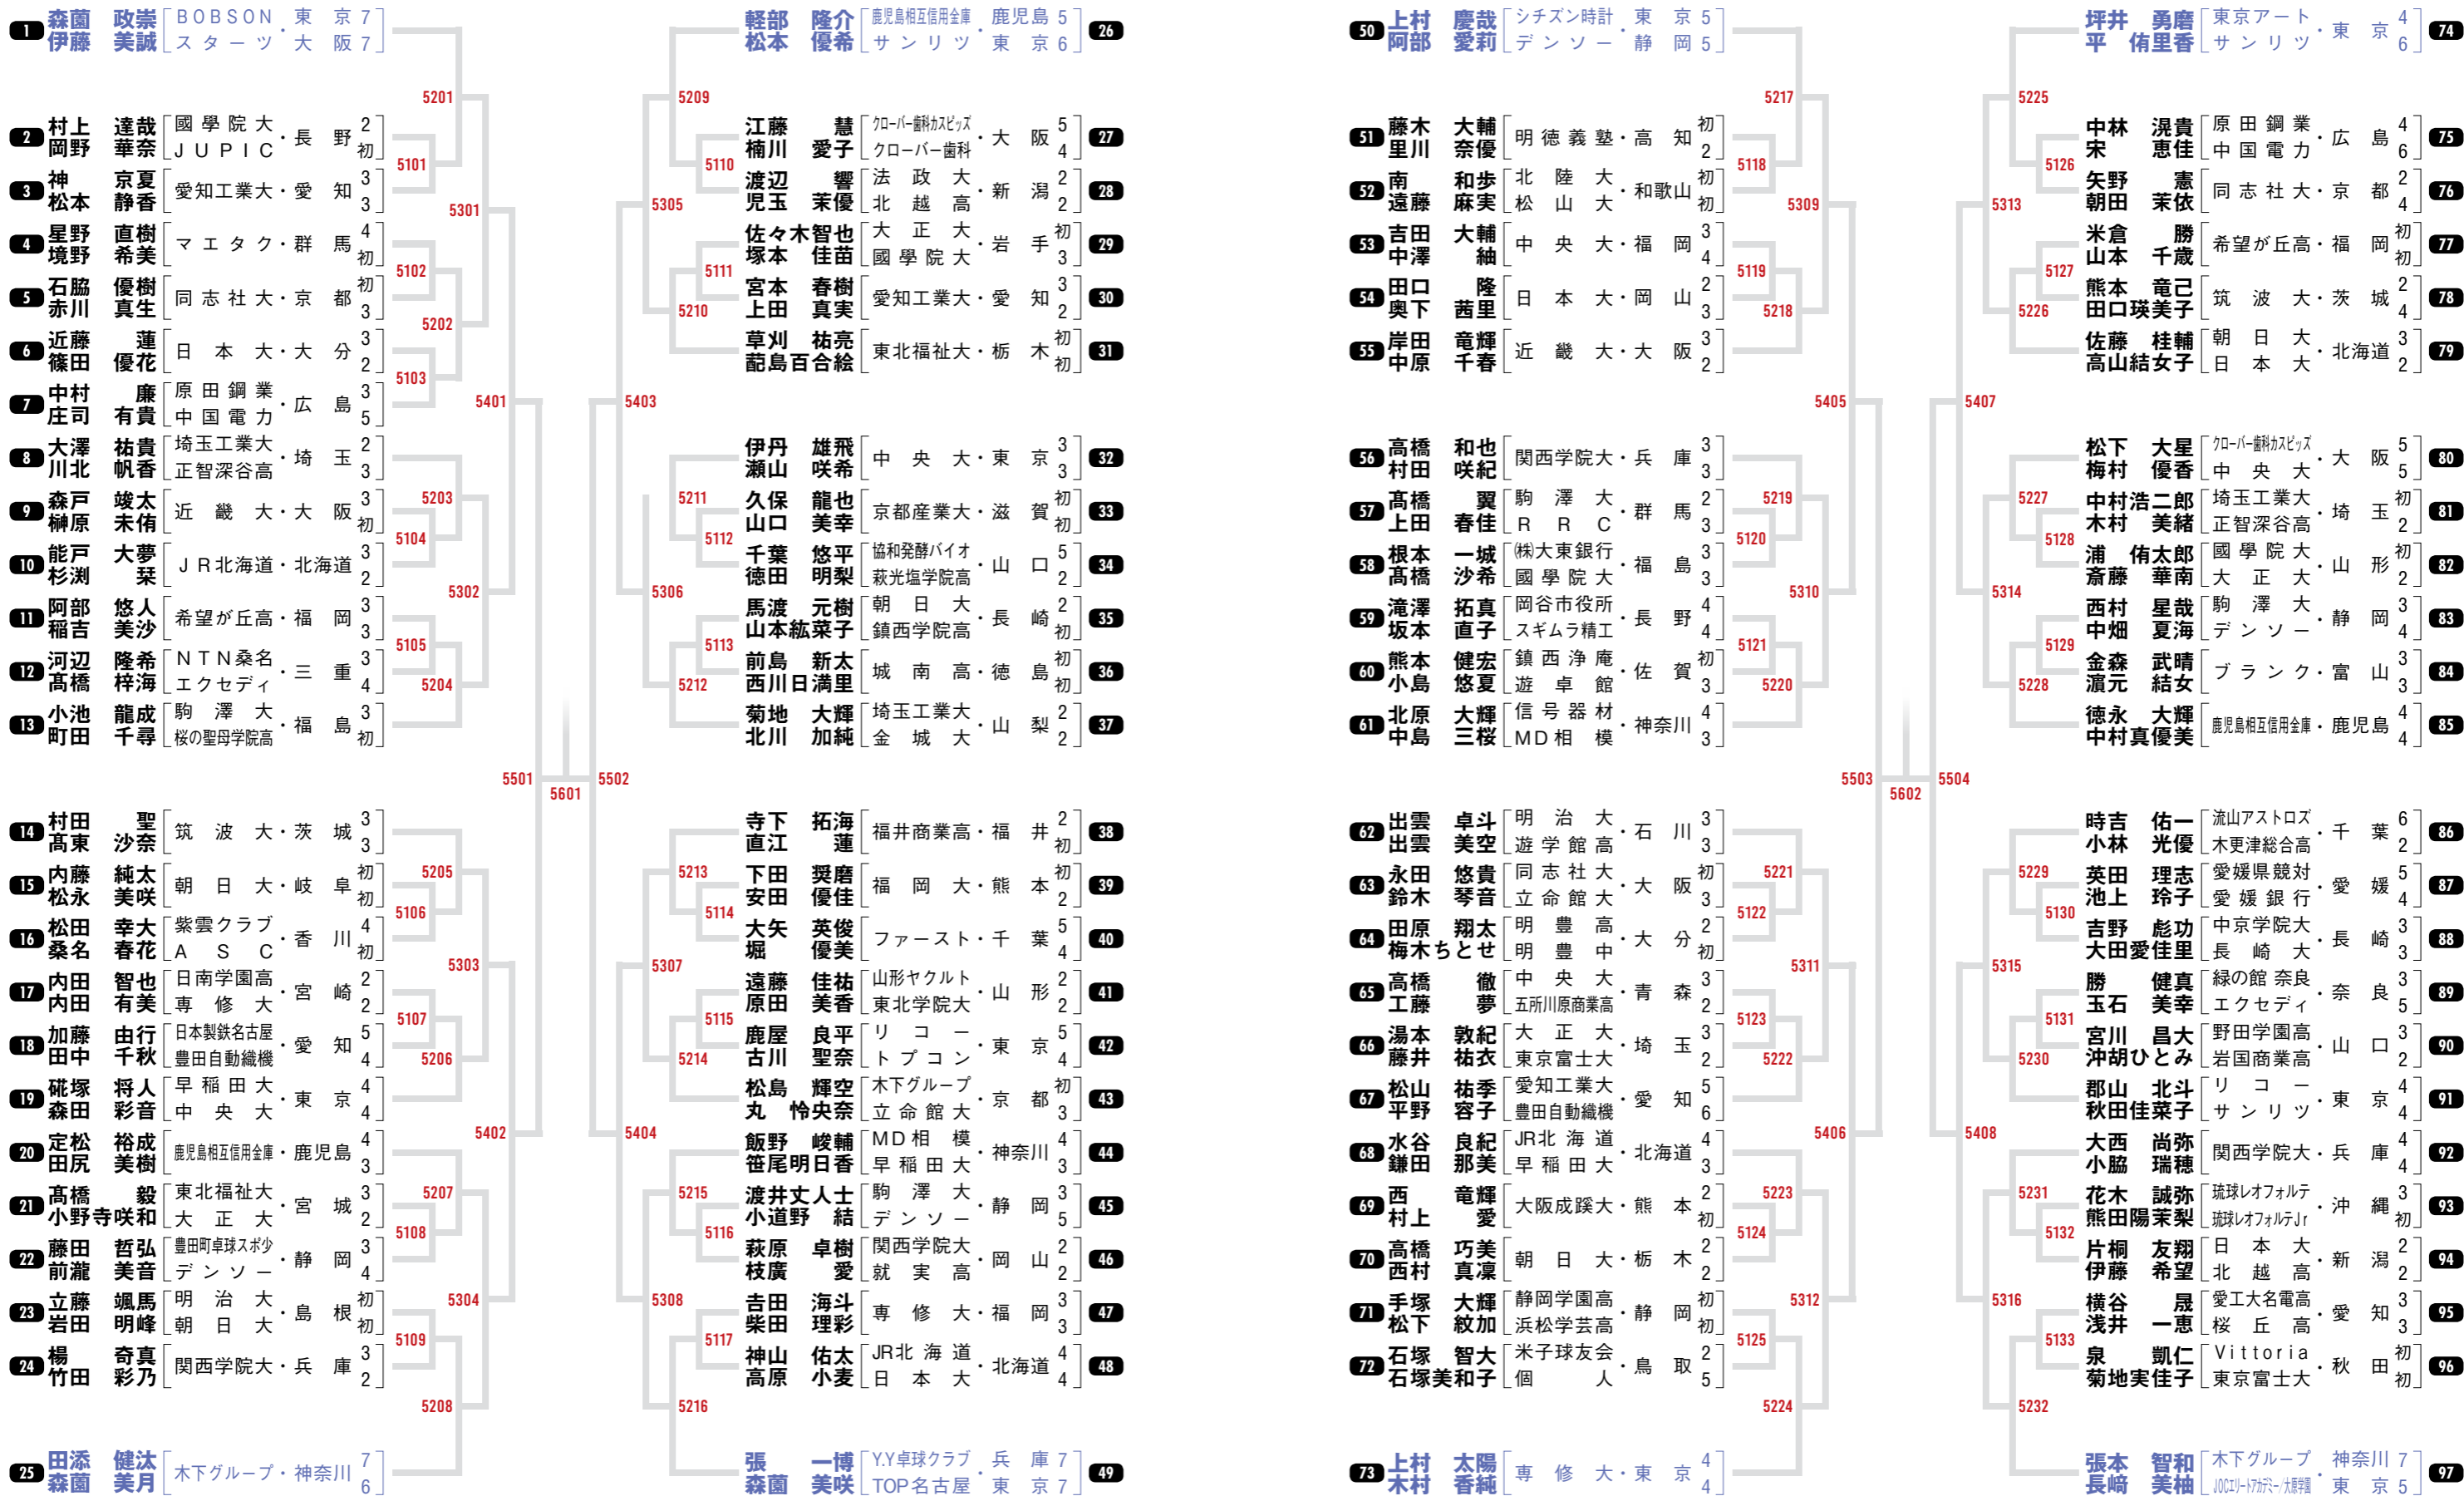 1 森薗 政崇 伊藤 美誠 BOBSON・東京 7 スターツ・大阪 7
2 村上 達哉 岡野 華奈 國學院大 JUPIC・長野 2 初
3 神 京夏 松本 静香 愛知工業大・愛知 3 3
4 星野 直樹 境野 希美 マエタク・群馬 4 初
5 石脇 優樹 赤川 真生 同志社大・京都 初 3
6 近藤 蓮 篠田 優花 日本大・大分 3 2
7 中村 廉 庄司 有貴 原田鋼業 中国電力・広島 3 5
8 大澤 祐貴 川北 帆香 埼玉工業大 正智深谷高・埼玉 2 3
9 森戸 竣太 榊原 未侑 近畿大・大阪 3 初
10 能戸 大夢 杉渕 栞 JR北海道・北海道 3 2
11 阿部 悠人 稲吉 美沙 希望が丘高・福岡 3 3
12 河辺 隆希 髙橋 梓海 NTN桑名 エクセディ・三重 3 4
13 小池 龍成 町田 千尋 駒澤大 桜の聖母学院高・福島 3 初
14 村田 聖 髙東 沙奈 筑波大・茨城 3 3
15 内藤 純太 松永 美咲 朝日大・岐阜 初 初
16 松田 幸大 桑名 春花 紫雲クラブ ASC・香川 4 初
17 内田 智也 内田 有美 日南学園高 専修大・宮崎 2 2
18 加藤 由行 田中 千秋 日本製鉄名古屋 豊田自動織機・愛知 5 4
19 硴塚 将人 森田 彩音 早稲田大 中央大・東京 4 4
20 定松 裕成 田尻 美樹 鹿児島相互信用金庫・鹿児島 4 3
21 髙橋 毅 小野寺咲和 東北福祉大 大正大・宮城 3 2
22 藤田 哲弘 前瀧 美音 豊田町卓球スポ少 デンソー・静岡 3 4
23 立藤 颯馬 岩田 明峰 明治大 朝日大・島根 初 初
24 楊 奇真 竹田 彩乃 関西学院大・兵庫 3 2
25 田添 健汰 森薗 美月 木下グループ・神奈川 7 6
5201 5101 5301 5102 5202 5103 5401 5203 5104 5302 5105 5204 5501 5205 5106 5303 5107 5206 5402 5207 5108 5304 5109 5208
5601
5209 5110 5305 5111 5210 5403 5211 5112 5306 5113 5212 5502 5213 5114 5307 5115 5214 5404 5215 5116 5308 5117 5216
軽部 隆介 松本 優希 鹿児島相互信用金庫・鹿児島 5 サンリツ・東京 6 26
江藤 慧 楠川 愛子 クローバー歯科カスピッズ クローバー歯科・大阪 5 4 27
渡辺 響 児玉 茉優 法政大 北越高・新潟 2 2 28
佐々木智也 塚本 佳苗 大正大 國學院大・岩手 初 3 29
宮本 春樹 上田 真実 愛知工業大・愛知 3 2 30
草刈 祐亮 蓜島百合絵 東北福祉大・栃木 初 初 31
伊丹 雄飛 瀬山 咲希 中央大・東京 3 3 32
久保 龍也 山口 美幸 京都産業大・滋賀 初 初 33
千葉 悠平 徳田 明梨 協和発酵バイオ 萩光塩学院高・山口 5 2 34
馬渡 元樹 山本紘菜子 朝日大 鎮西学院高・長崎 2 初 35
前島 新太 西川日満里 城南高・徳島 初 初 36
菊地 大輝 北川 加純 埼玉工業大 金城大・山梨 2 2 37
寺下 拓海 直江 蓮 福井商業高・福井 2 初 38
下田 奨磨 安田 優佳 福岡大・熊本 初 2 39
大矢 英俊 堀 優美 ファースト・千葉 5 4 40
遠藤 佳祐 原田 美香 山形ヤクルト 東北学院大・山形 2 2 41
鹿屋 良平 古川 聖奈 リコー トプコン・東京 5 4 42
松島 輝空 丸 怜央奈 木下グループ 立命館大・京都 初 3 43
飯野 峻輔 笹尾明日香 MD相模 早稲田大・神奈川 4 3 44
渡井丈人士 小道野 結 駒澤大 デンソー・静岡 3 5 45
萩原 卓樹 枝廣 愛 関西学院大 就実高・岡山 2 2 46
𠮷田 海斗 柴田 理彩 専修大・福岡 3 3 47
神山 佑太 高原 小麦 JR北海道 日本大・北海道 4 4 48
張 一博 森薗 美咲 Y.Y卓球クラブ・兵庫 7 TOP名古屋・東京 7 49
50 上村 慶哉 阿部 愛莉 シチズン時計・東京 5 デンソー・静岡 5
51 藤木 大輔 里川 奈優 明徳義塾・高知 初 2
52 南 和歩 遠藤 麻実 北陸大 松山大・和歌山 初 初
53 吉田 大輔 中澤 紬 中央大・福岡 3 4
54 田口 隆 奥下 茜里 日本大・岡山 2 3
55 岸田 竜輝 中原 千春 近畿大・大阪 3 2
56 高橋 和也 村田 咲紀 関西学院大・兵庫 3 3
57 髙橋 翼 上田 春佳 駒澤大 RRC・群馬 2 3
58 根本 一城 髙橋 沙希 ㈱大東銀行 國學院大・福島 3 3
59 滝澤 拓真 坂本 直子 岡谷市役所 スギムラ精工・長野 4 4
60 熊本 健宏 小島 悠夏 鎮西浄庵 遊卓館・佐賀 初 3
61 北原 大輝 中島 三桜 信号器材 MD相模・神奈川 4 3
62 出雲 卓斗 出雲 美空 明治大 遊学館高・石川 3 3
63 永田 悠貴 鈴木 琴音 同志社大 立命館大・大阪 初 3
64 田原 翔太 梅木ちとせ 明豊高 明豊中・大分 2 初
65 高橋 徹 工藤 夢 中央大 五所川原商業高・青森 3 2
66 湯本 敦紀 藤井 祐衣 大正大 東京富士大・埼玉 3 2
67 松山 祐季 平野 容子 愛知工業大 豊田自動織機・愛知 5 6
68 水谷 良紀 鎌田 那美 JR北海道 早稲田大・北海道 4 3
69 西 竜輝 村上 愛 大阪成蹊大・熊本 2 初
70 高橋 巧美 西村 真凜 朝日大・栃木 2 2
71 手塚 大輝 松下 紋加 静岡学園高 浜松学芸高・静岡 初 初
72 石塚 智大 石塚美和子 米子球友会 個人・鳥取 2 5
73 上村 太陽 木村 香純 専修大・東京 4 4
5217 5118 5309 5119 5218 5405 5219 5120 5310 5121 5220 5503 5221 5122 5311 5123 5222 5406 5223 5124 5312 5125 5224
5602
5225 5126 5313 5127 5226 5407 5227 5128 5314 5129 5228 5504 5229 5130 5315 5131 5230 5408 5231 5132 5316 5133 5232
坪井 勇磨 平 侑里香 東京アート サンリツ・東京 4 6 74
中林 滉貴 宋 恵佳 原田鋼業 中国電力・広島 4 6 75
矢野 憲 朝田 茉依 同志社大・京都 2 4 76
米倉 勝 山本 千歳 希望が丘高・福岡 初 初 77
熊本 竜己 田口瑛美子 筑波大・茨城 2 4 78
佐藤 桂輔 高山結女子 朝日大 日本大・北海道 3 2 79
松下 大星 梅村 優香 クローバー歯科カスピッズ 中央大・大阪 5 5 80
中村浩二郎 木村 美緒 埼玉工業大 正智深谷高・埼玉 初 2 81
浦 侑太郎 斎藤 華南 國學院大 大正大・山形 初 2 82
西村 星哉 中畑 夏海 駒澤大 デンソー・静岡 3 4 83
金森 武晴 濵元 結女 ブランク・富山 3 3 84
徳永 大輝 中村真優美 鹿児島相互信用金庫・鹿児島 4 4 85
時吉 佑一 小林 光優 流山アストロズ 木更津総合高・千葉 6 2 86
英田 理志 池上 玲子 愛媛県競対 愛媛銀行・愛媛 5 4 87
吉野 彪功 大田愛佳里 中京学院大 長崎大・長崎 3 3 88
勝 健真 玉石 美幸 緑の館 奈良 エクセディ・奈良 3 5 89
宮川 昌大 沖胡ひとみ 野田学園高 岩国商業高・山口 3 2 90
郡山 北斗 秋田佳菜子 リコー サンリツ・東京 4 4 91
大西 尚弥 小脇 瑞穂 関西学院大・兵庫 4 4 92
花木 誠弥 熊田陽茉梨 琉球レオフォルテ 琉球レオフォルテJr・沖縄 3 初 93
片桐 友翔 伊藤 希望 日本大 北越高・新潟 2 2 94
横谷 晟 浅井 一恵 愛工大名電高 桜丘高・愛知 3 3 95
泉 凱仁 菊地実佳子 Vittoria 東京富士大・秋田 初 初 96
張本 智和 長﨑 美柚 木下グループ・神奈川 7 JOCエリートアカデミー/大原学園・東京 5 97